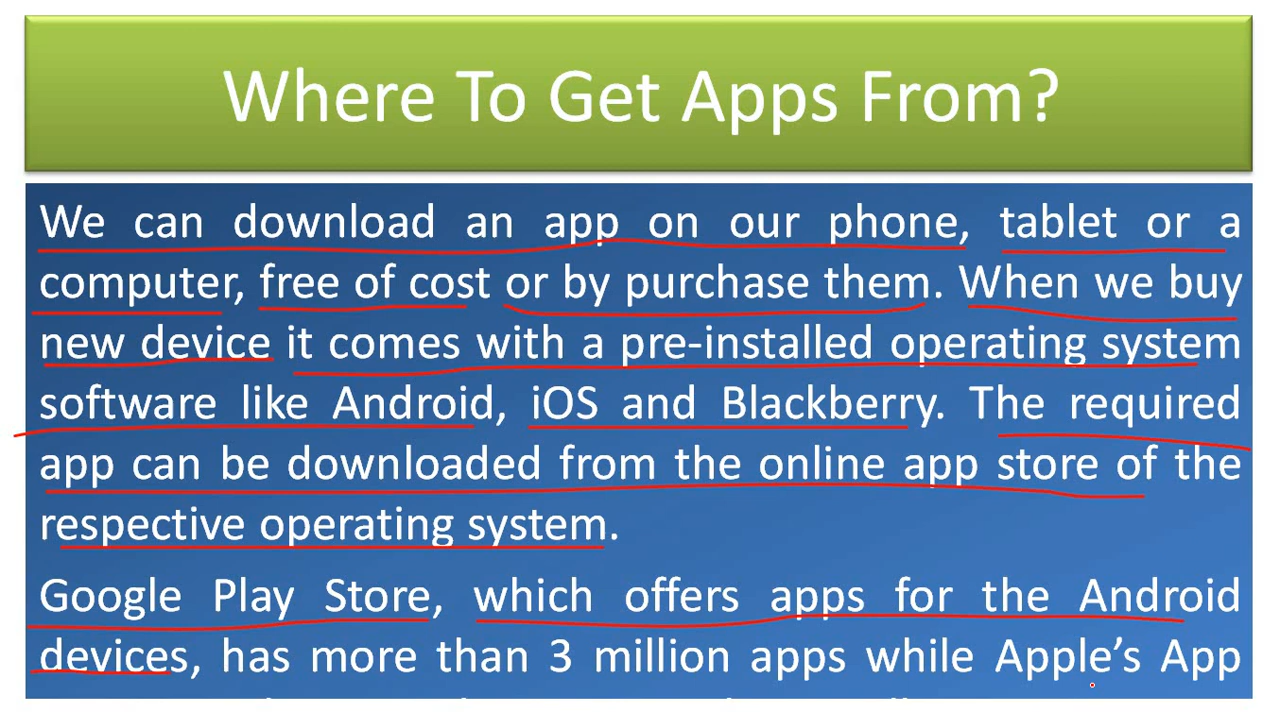 Where To Get Apps From?
We can download an app on our phone, tablet or a
computer, free of cost or by purchase them. When we buy
new device it comes with a pre-installed operating system
software like Android, iOS and Blackberry. The required
app can be downloaded from the online app store of the
respective operating system.
Google Play Store, which offers apps for the Android
devices, has more than 3 million apps while Apple’s App